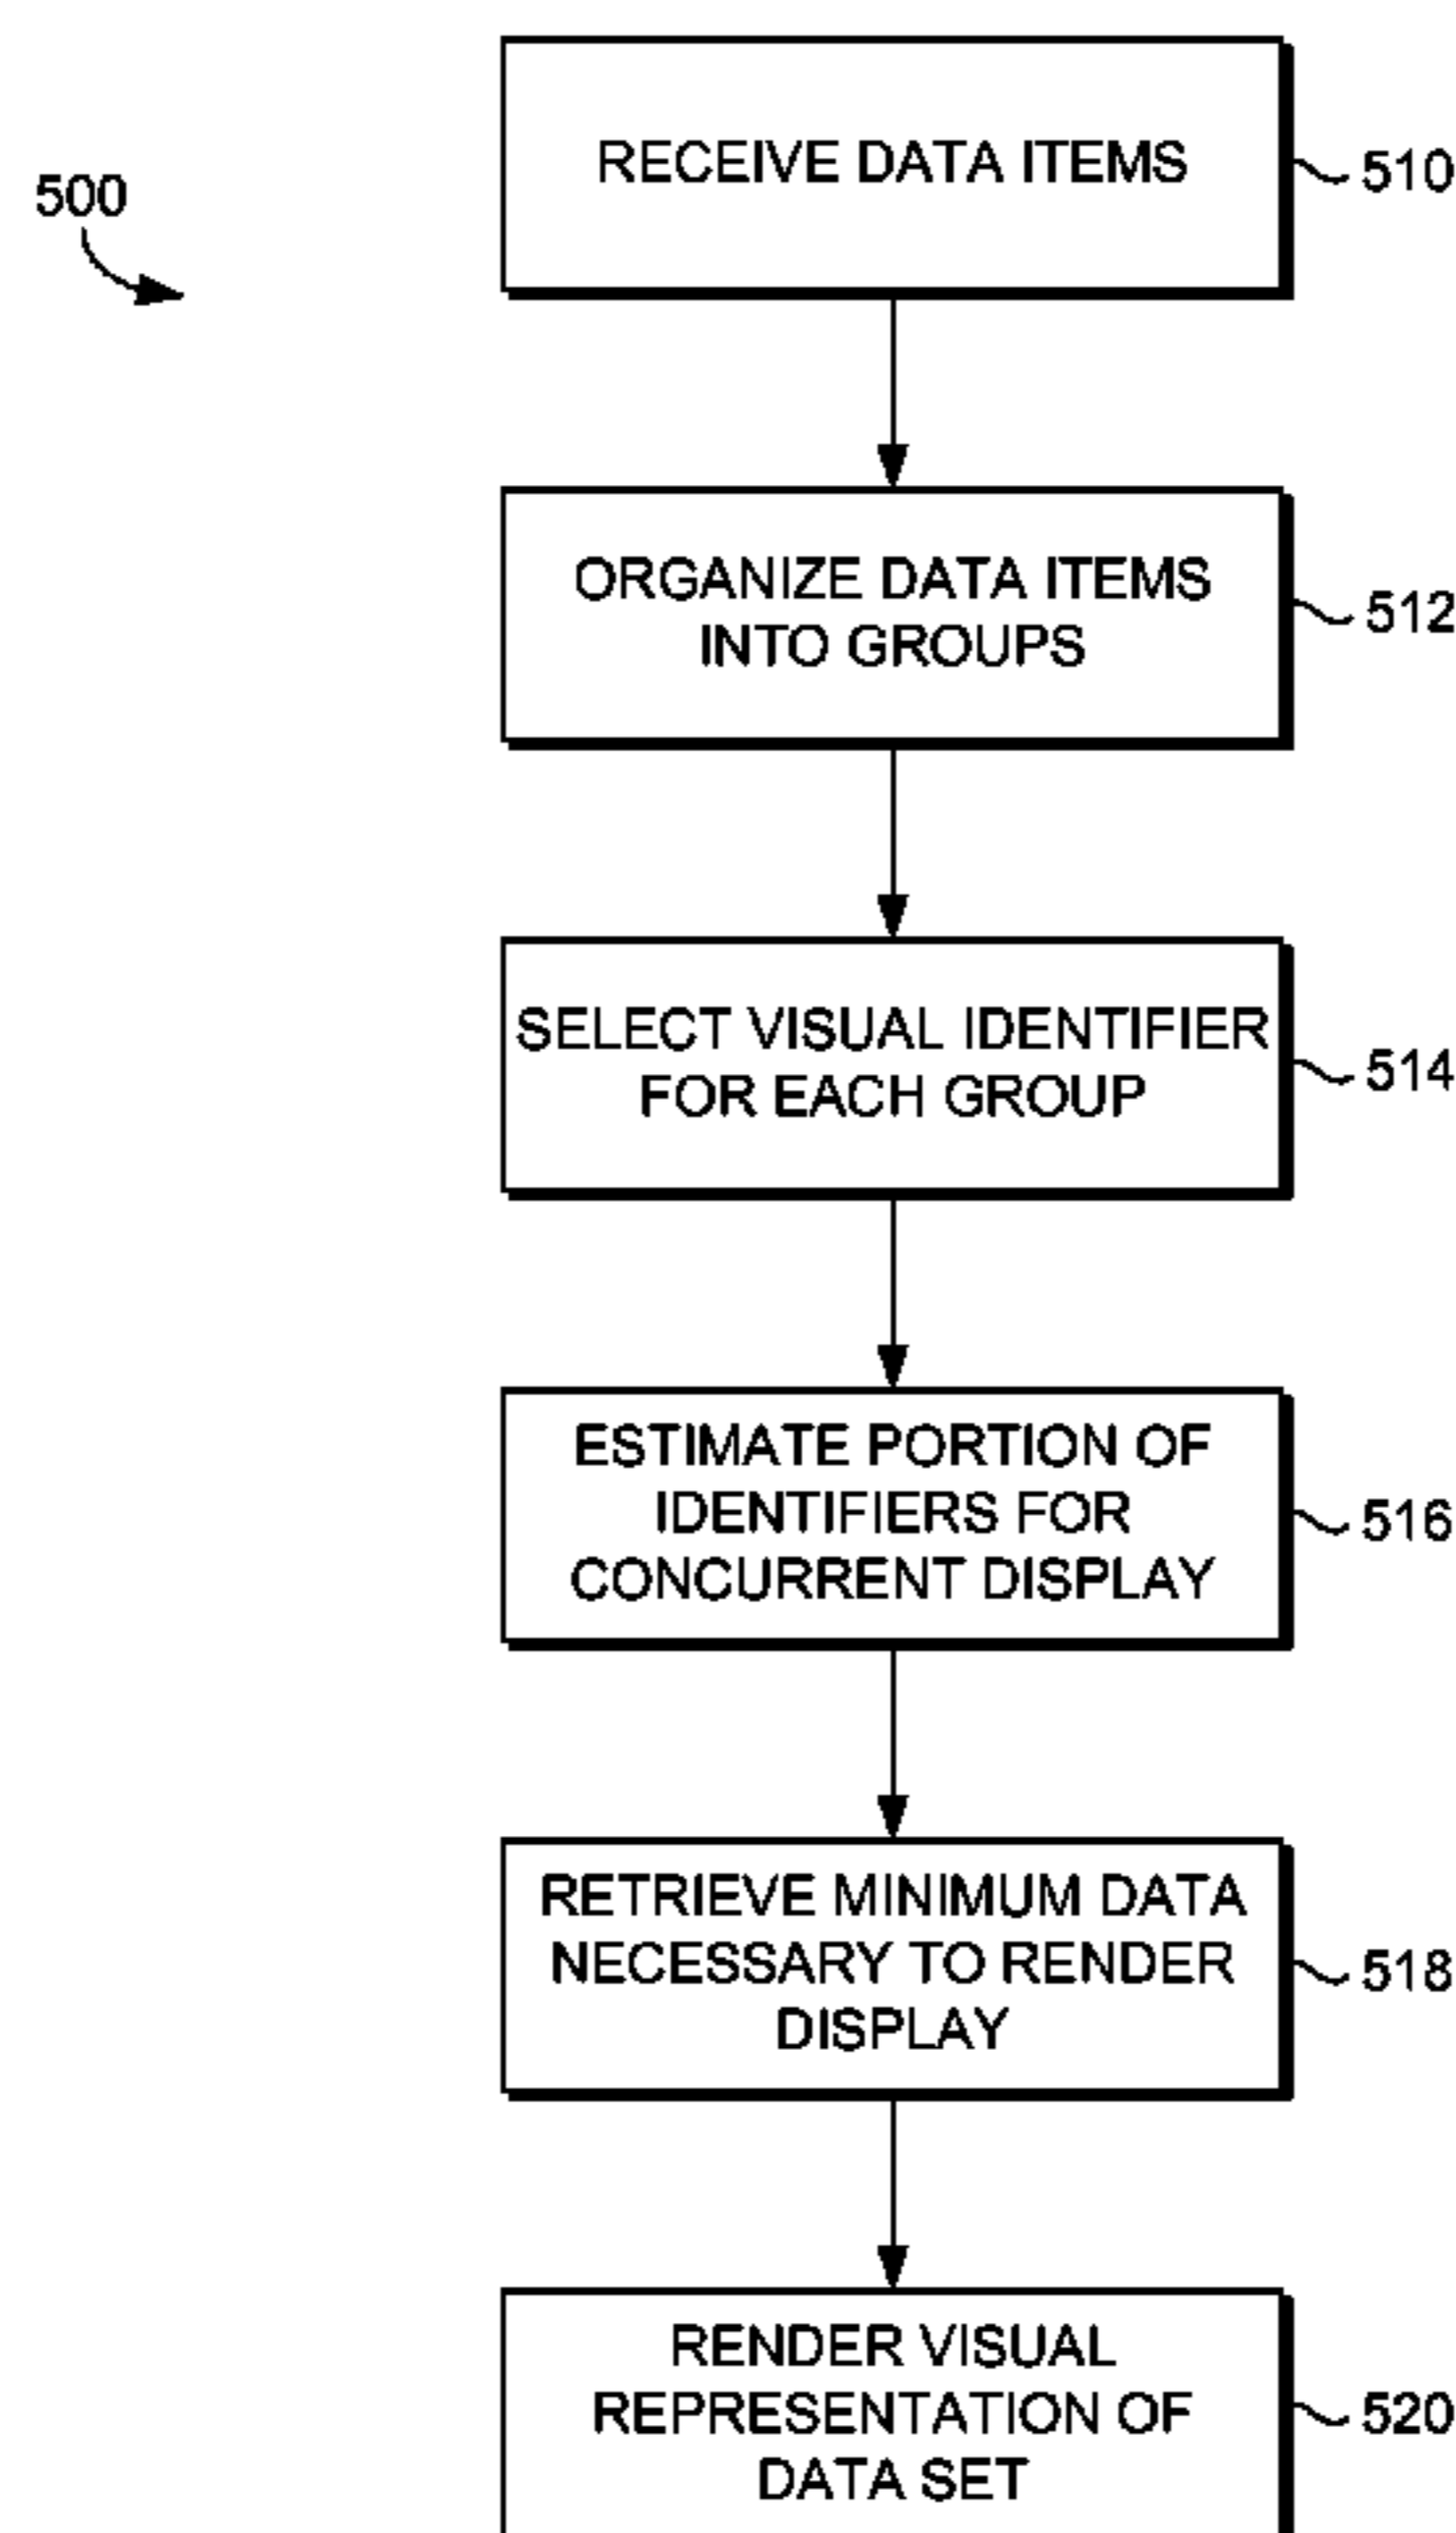 500
RECEIVE DATA ITEMS
510
ORGANIZE DATA ITEMS
INTO GROUPS
512
SELECT VISUAL IDENTIFIER
FOR EACH GROUP
514
ESTIMATE PORTION OF
IDENTIFIERS FOR
CONCURRENT DISPLAY
516
RETRIEVE MINIMUM DATA
NECESSARY TO RENDER
DISPLAY
518
RENDER VISUAL
REPRESENTATION OF
DATA SET
520